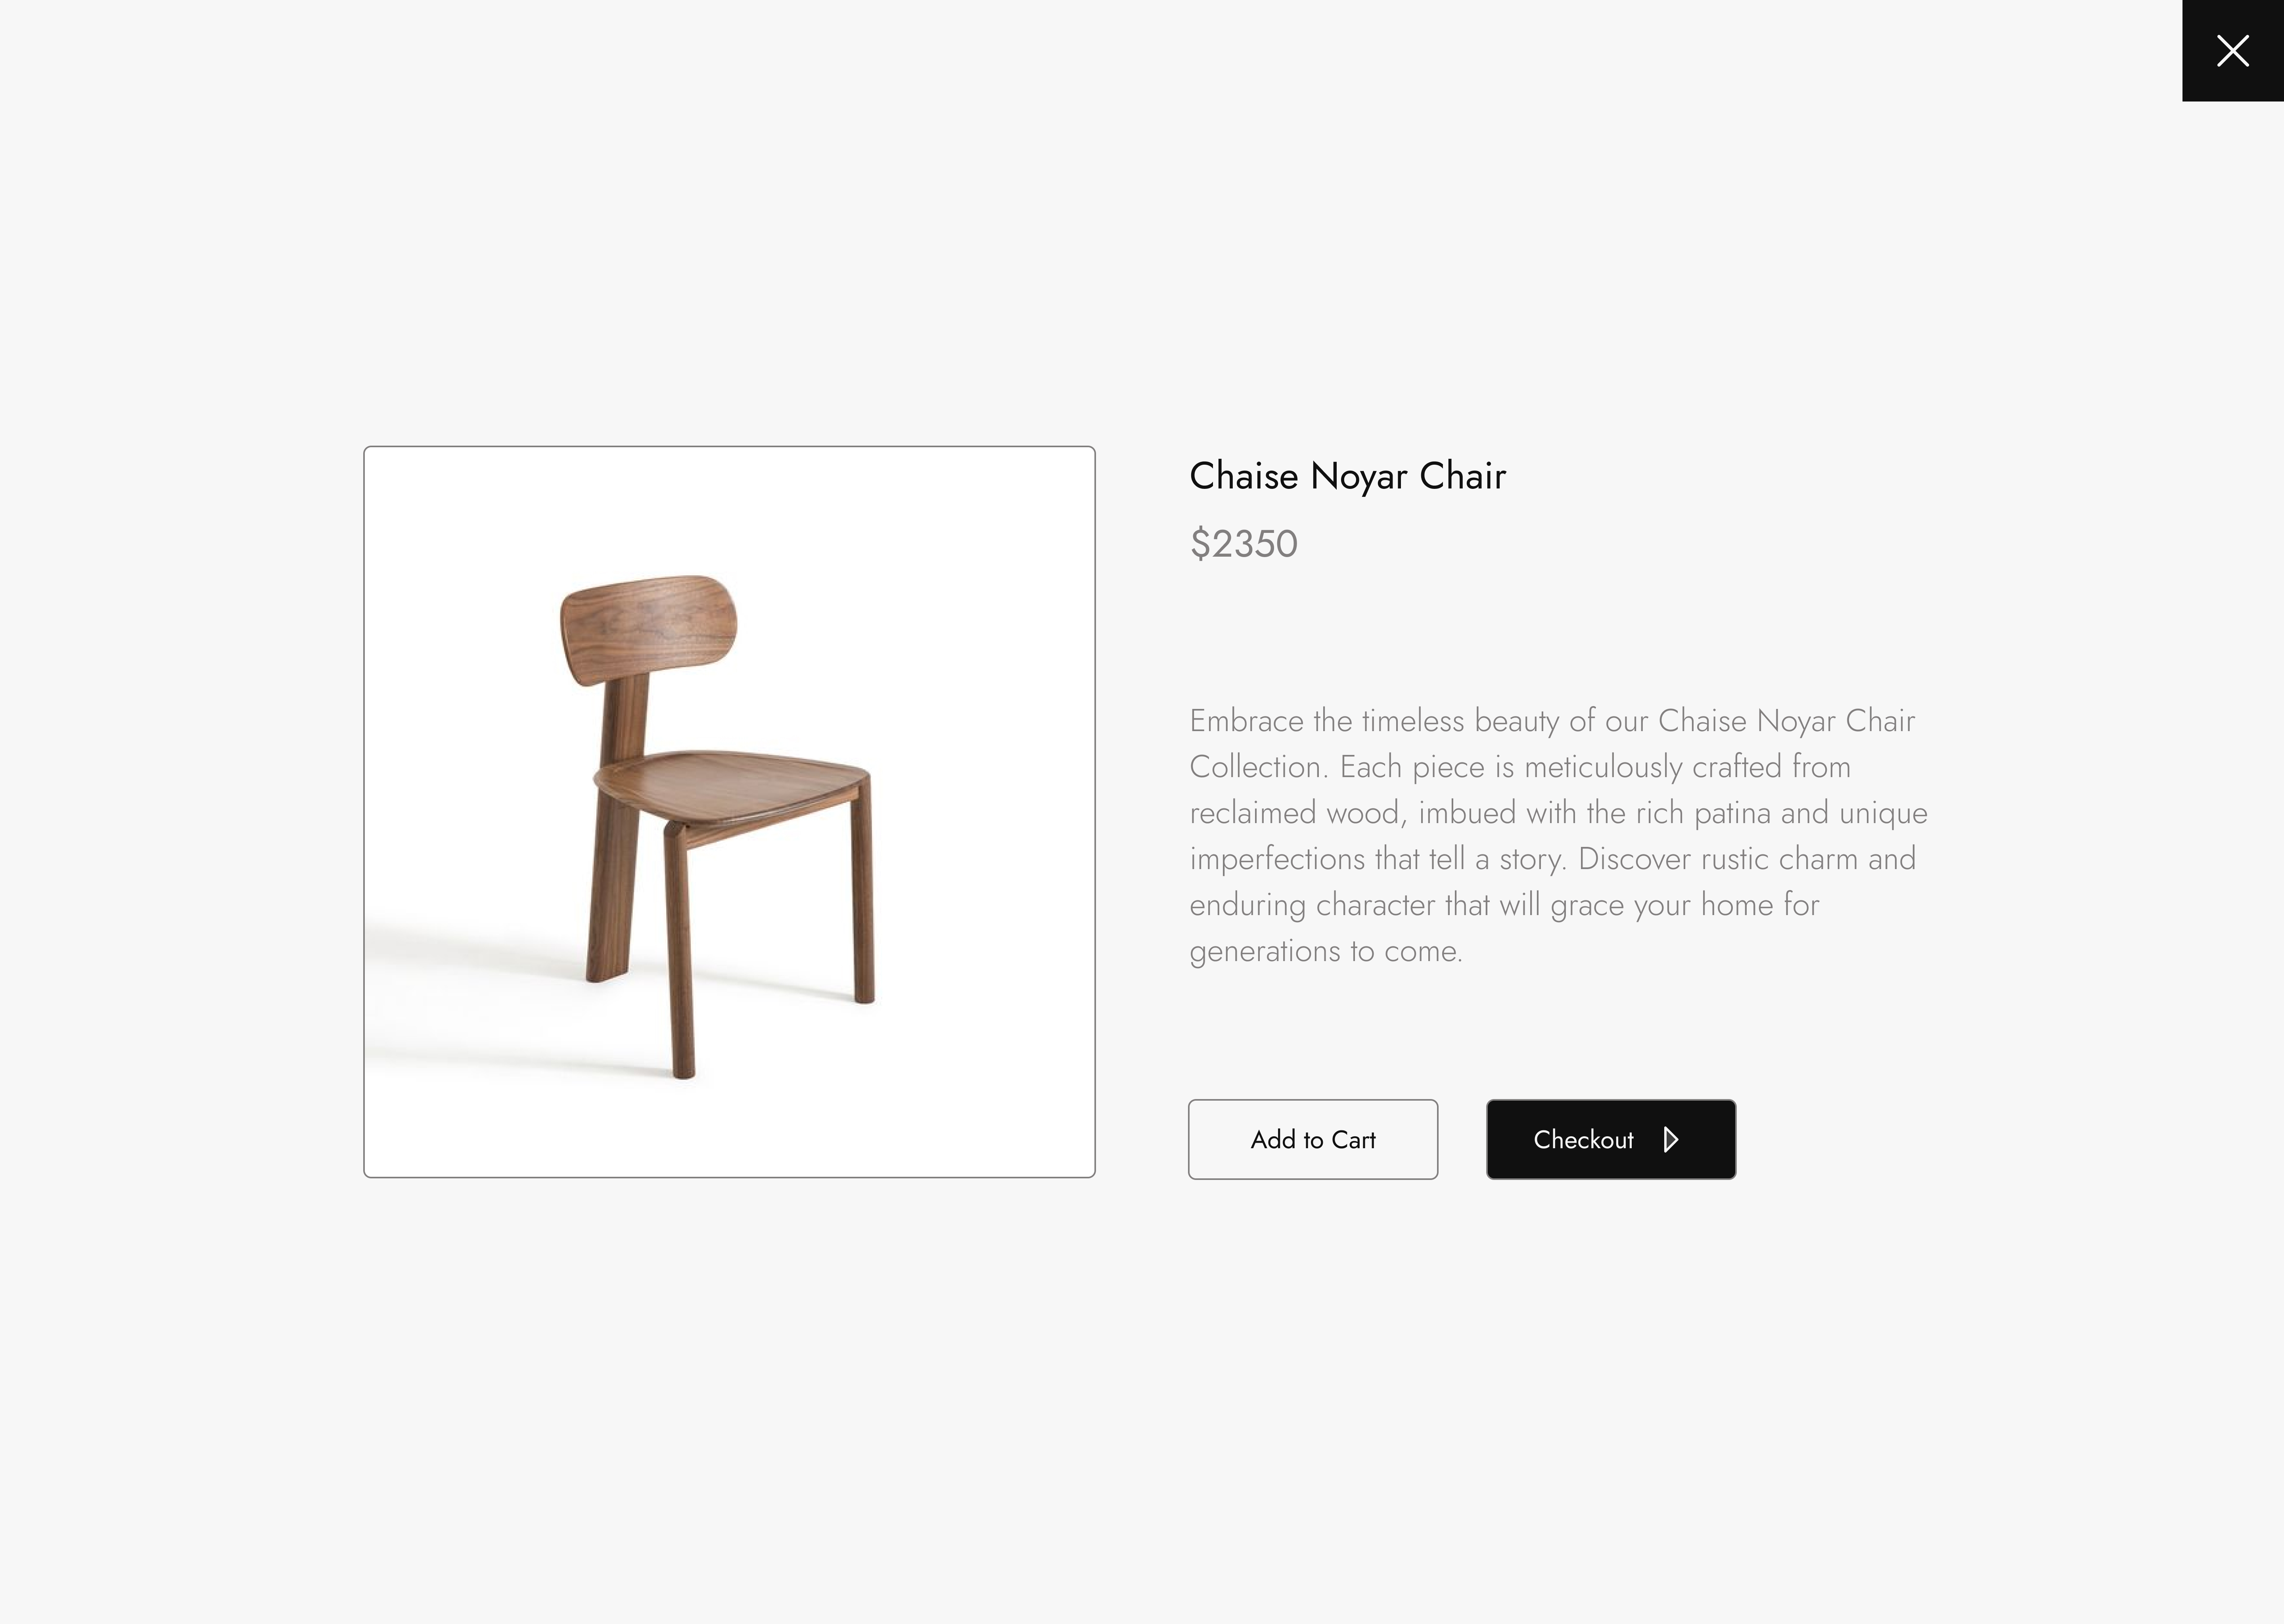 Chaise Noyar Chair
$2350
Embrace the timeless beauty of our Chaise Noyar Chair
Collection. Each piece is meticulously crafted from
reclaimed wood, imbued with the rich patina and unique
imperfections that tell a story. Discover rustic charm and
enduring character that will grace your home for
generations to come.
Add to Cart
Checkout